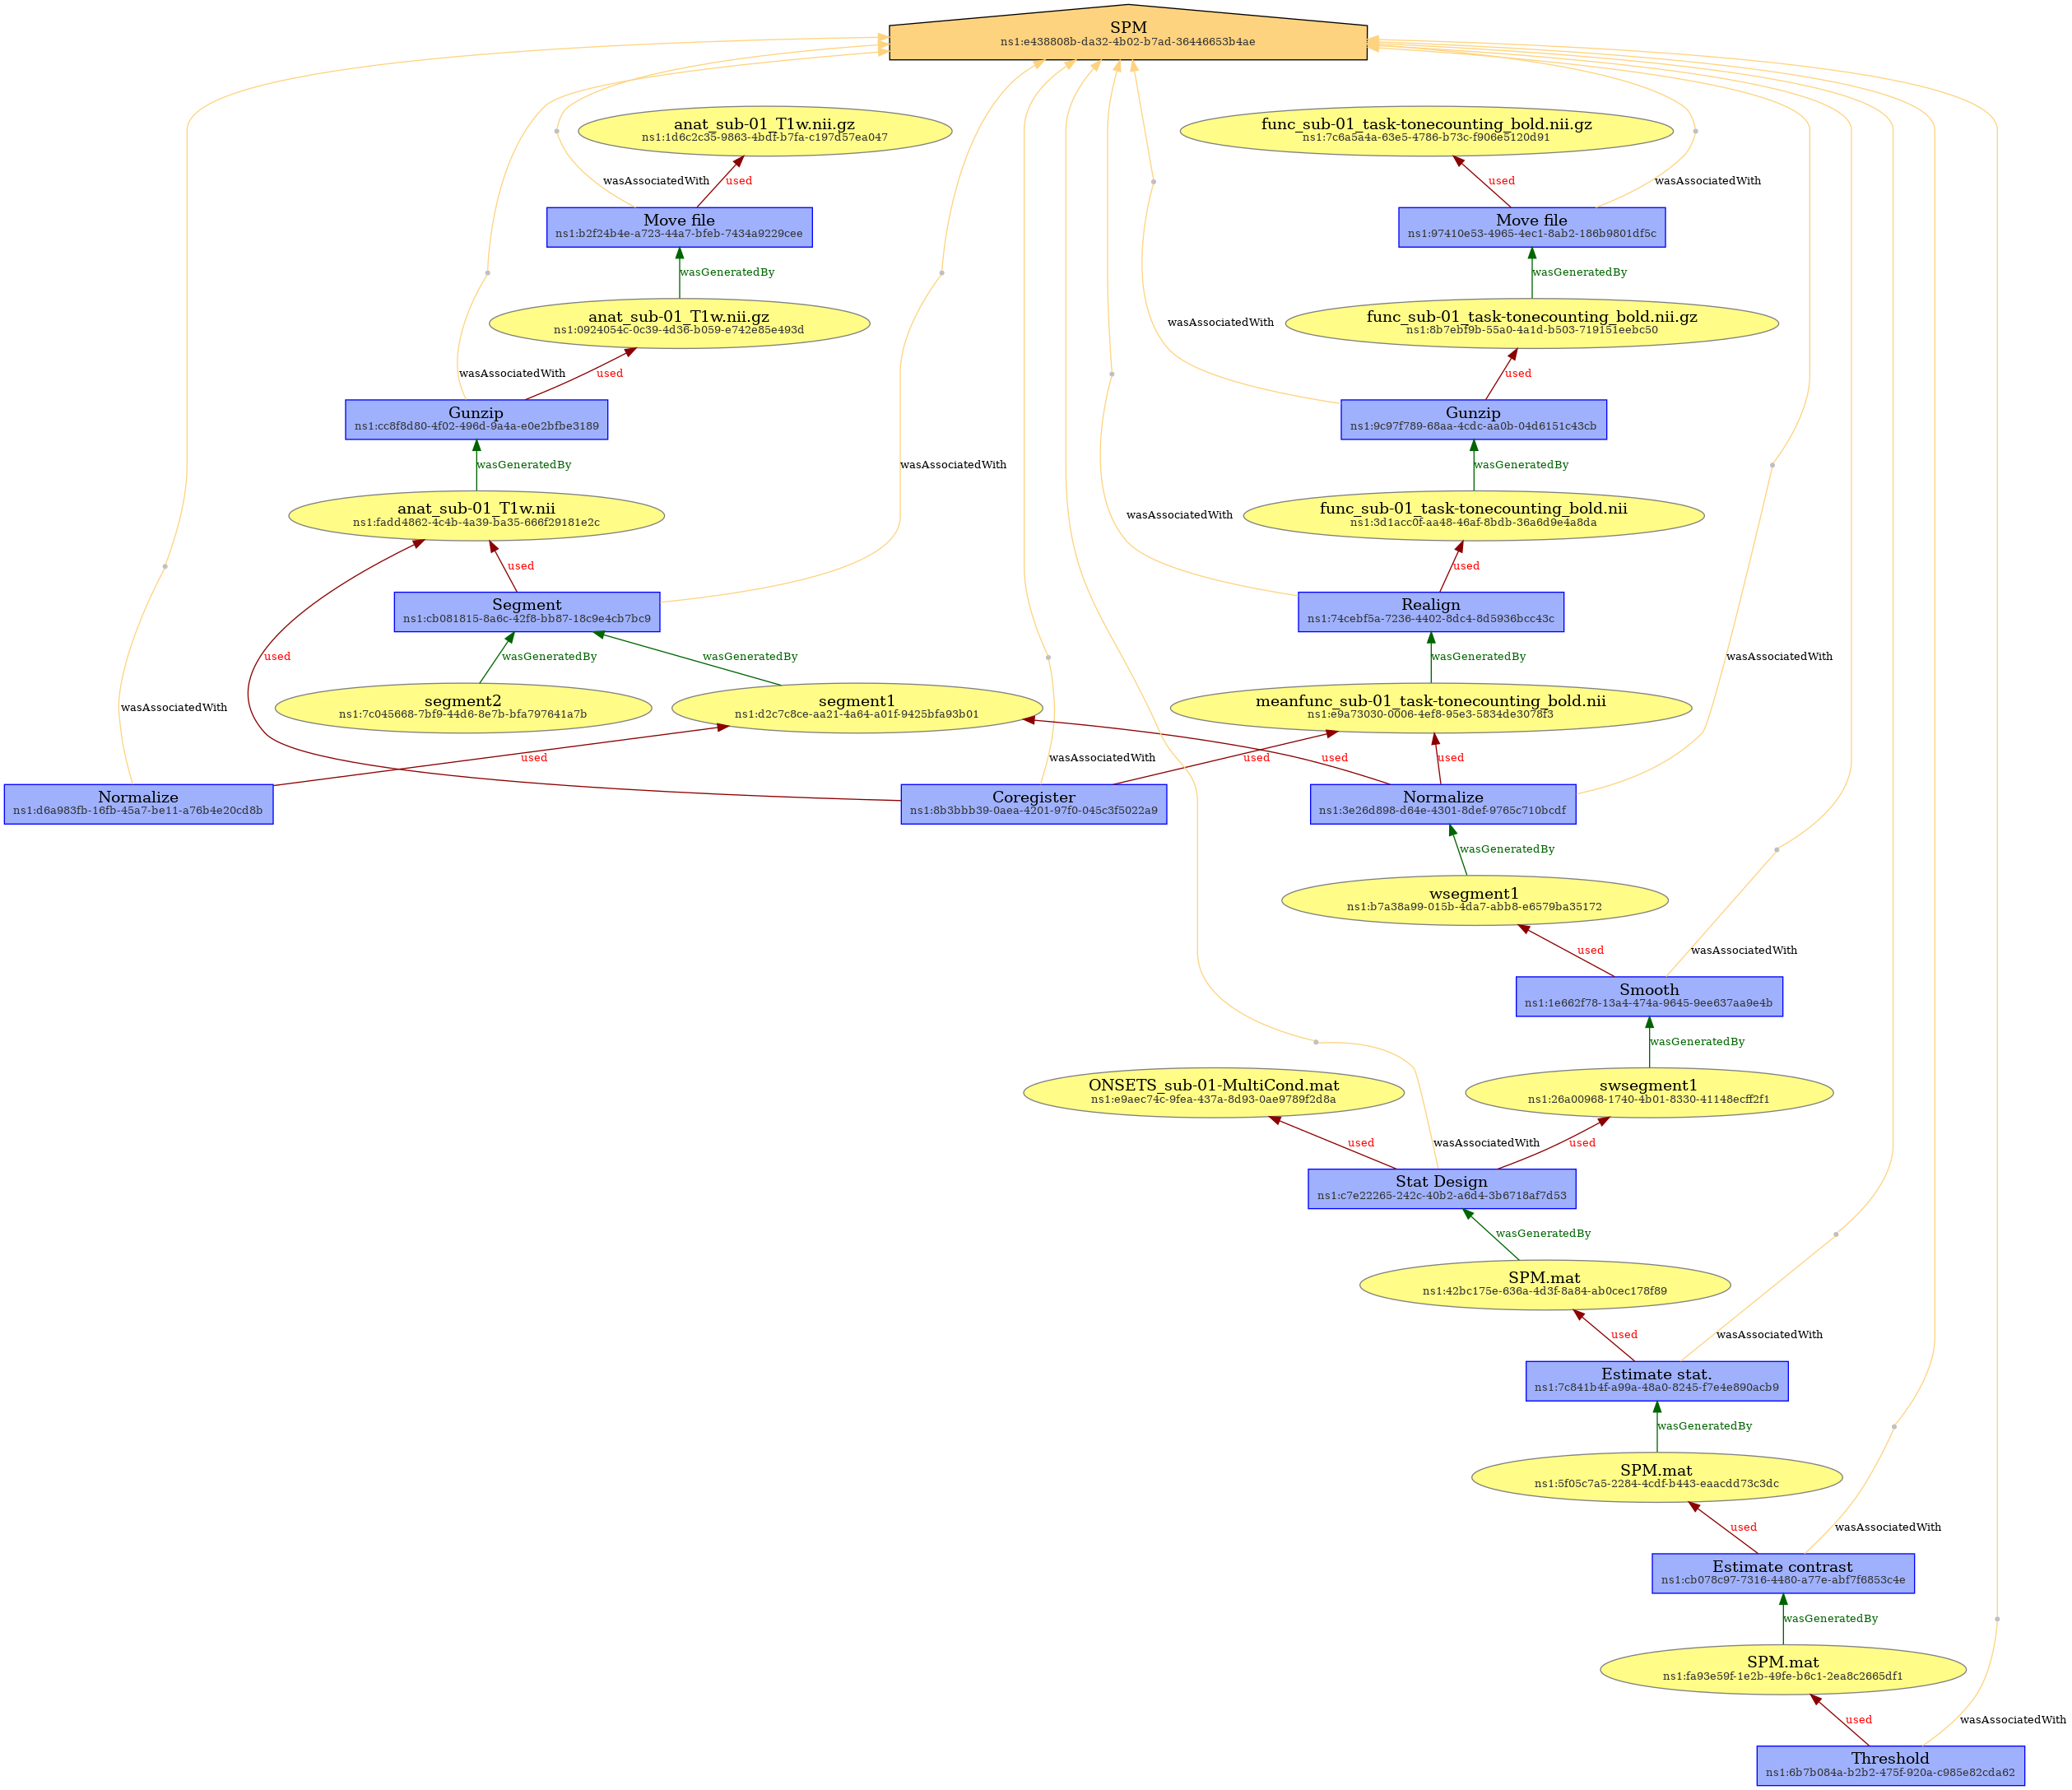 SPM
ns1:e438808b-da32-4b02-b7ad-36446653b4ae
anat_sub-01_T1w.nii.gz
ns1:1d6c2c35-9863-4bdf-b7fa-c197d57ea047
func_sub-01_task-tonecounting_bold.nii.gz
ns1:7c6a5a4a-63e5-4786-b73c-f906e5120d91
wasAssociatedWith
used
used
wasAssociatedWith
Move file
ns1:b2f24b4e-a723-44a7-bfeb-7434a9229cee
Move file
ns1:97410e53-4965-4ec1-8ab2-186b9801df5c
wasGeneratedBy
wasGeneratedBy
anat_sub-01_T1w.nii.gz
ns1:0924054c-0c39-4d36-b059-e742e85e493d
wasAssociatedWith
func_sub-01_task-tonecounting_bold.nii.gz
ns1:8b7ebf9b-55a0-4a1d-b503-719151eebc50
wasAssociatedWith
used
used
Gunzip
ns1:cc8f8d80-4f02-496d-9a4a-e0e2bfbe3189
Gunzip
ns1:9c97f789-68aa-4cdc-aa0b-04d6151c43cb
wasGeneratedBy
wasAssociatedWith
wasGeneratedBy
anat_sub-01_T1w.nii
ns1:fadd4862-4c4b-4a39-ba35-666f29181e2c
wasAssociatedWith
func_sub-01_task-tonecounting_bold.nii
ns1:3d1acc0f-aa48-46af-8bdb-36a6d9e4a8da
used
used
Segment
ns1:cb081815-8a6c-42f8-bb87-18c9e4cb7bc9
Realign
ns1:74cebf5a-7236-4402-8dc4-8d5936bcc43c
used
wasGeneratedBy
wasGeneratedBy
wasGeneratedBy
wasAssociatedWith
wasAssociatedWith
segment2
ns1:7c045668-7bf9-44d6-8e7b-bfa797641a7b
segment1
ns1:d2c7c8ce-aa21-4a64-a01f-9425bfa93b01
meanfunc_sub-01_task-tonecounting_bold.nii
ns1:e9a73030-0006-4ef8-95e3-5834de3078f3
used
wasAssociatedWith
used
used
used
Normalize
ns1:d6a983fb-16fb-45a7-be11-a76b4e20cd8b
Coregister
ns1:8b3bbb39-0aea-4201-97f0-045c3f5022a9
Normalize
ns1:3e26d898-d64e-4301-8def-9765c710bcdf
wasGeneratedBy
wsegment1
ns1:b7a38a99-015b-4da7-abb8-e6579ba35172
used
wasAssociatedWith
Smooth
ns1:1e662f78-13a4-474a-9645-9ee637aa9e4b
wasGeneratedBy
ONSETS_sub-01-MultiCond.mat
ns1:e9aec74c-9fea-437a-8d93-0ae9789f2d8a
swsegment1
ns1:26a00968-1740-4b01-8330-41148ecff2f1
used
wasAssociatedWith
used
Stat Design
ns1:c7e22265-242c-40b2-a6d4-3b6718af7d53
wasGeneratedBy
SPM.mat
ns1:42bc175e-636a-4d3f-8a84-ab0cec178f89
used
wasAssociatedWith
Estimate stat.
ns1:7c841b4f-a99a-48a0-8245-f7e4e890acb9
wasGeneratedBy
SPM.mat
ns1:5f05c7a5-2284-4cdf-b443-eaacdd73c3dc
used
wasAssociatedWith
Estimate contrast
ns1:cb078c97-7316-4480-a77e-abf7f6853c4e
wasGeneratedBy
SPM.mat
ns1:fa93e59f-1e2b-49fe-b6c1-2ea8c2665df1
used
wasAssociatedWith
Threshold
ns1:6b7b084a-b2b2-475f-920a-c985e82cda62